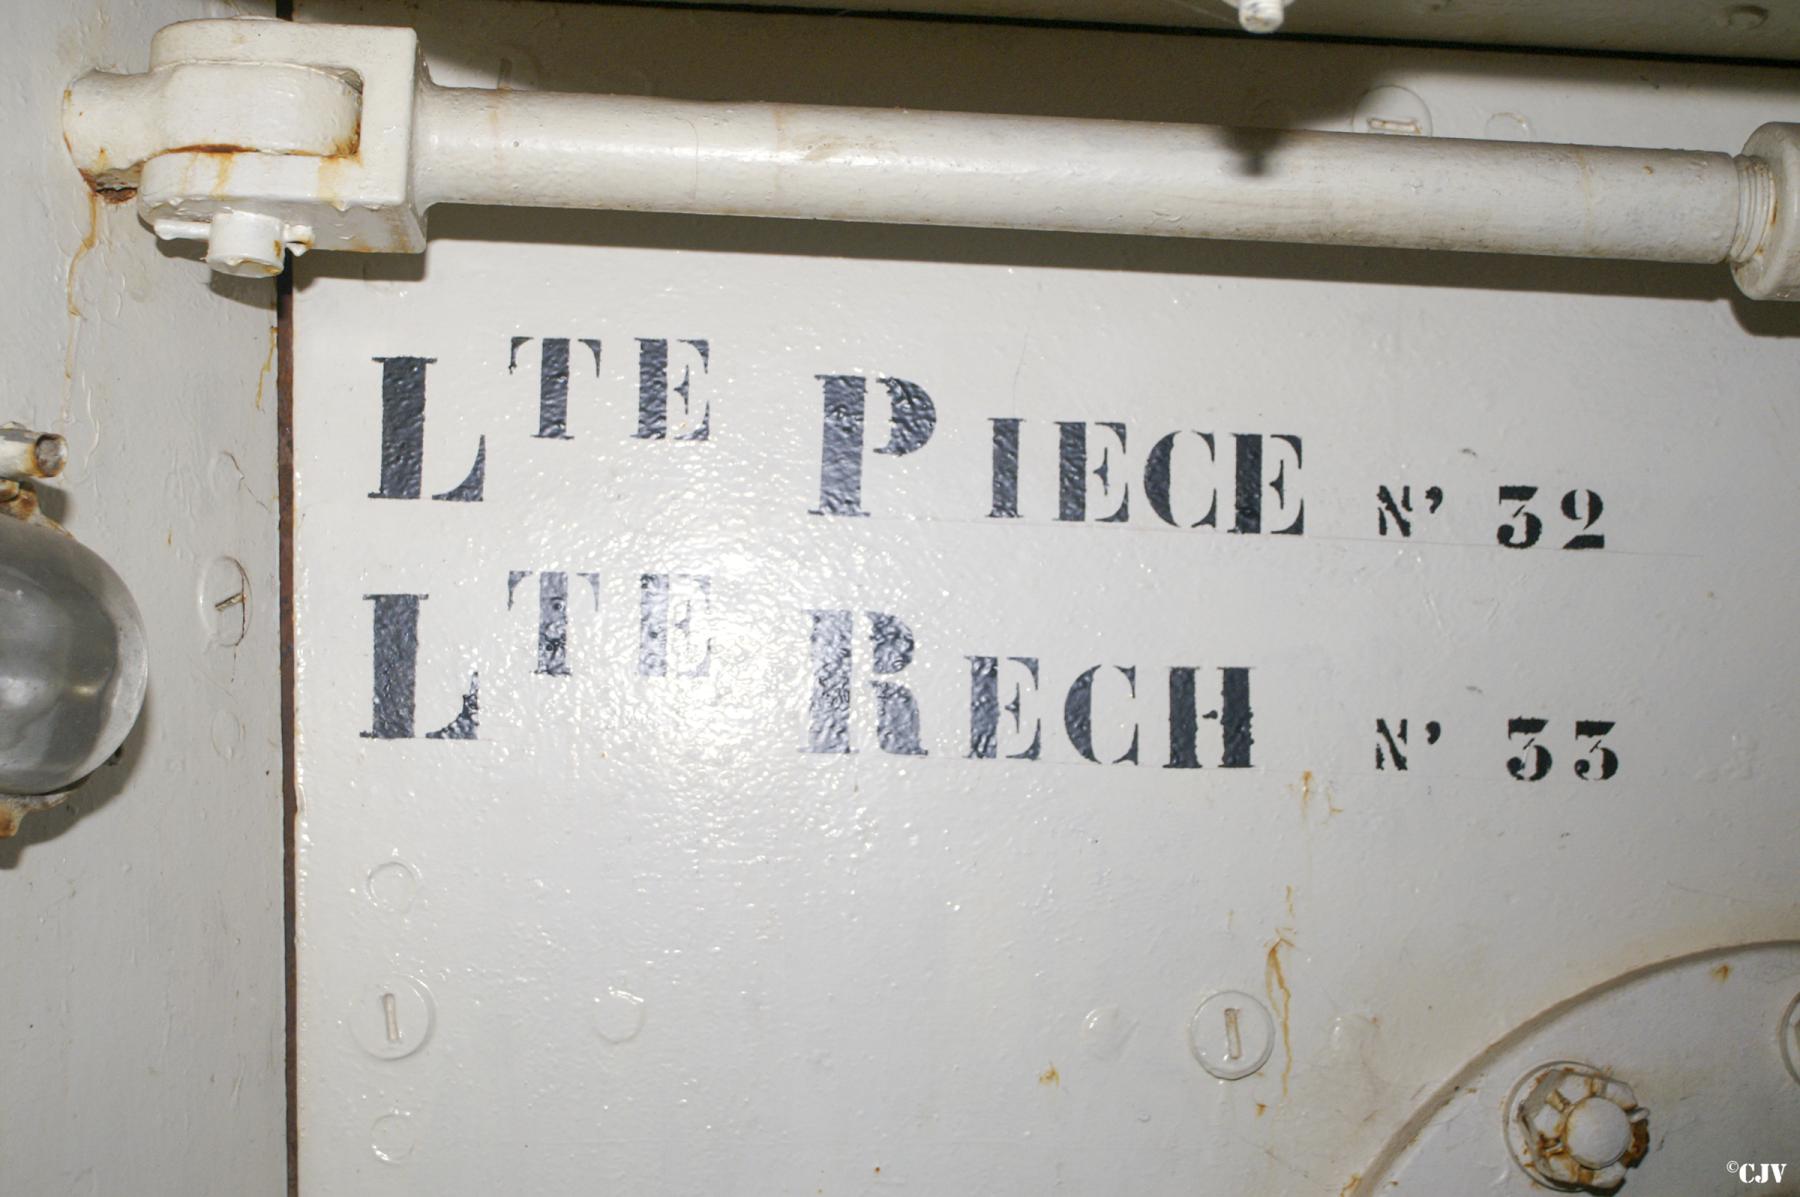 LTE PIECE N° 32
LTE RECH N° 33
©CJV